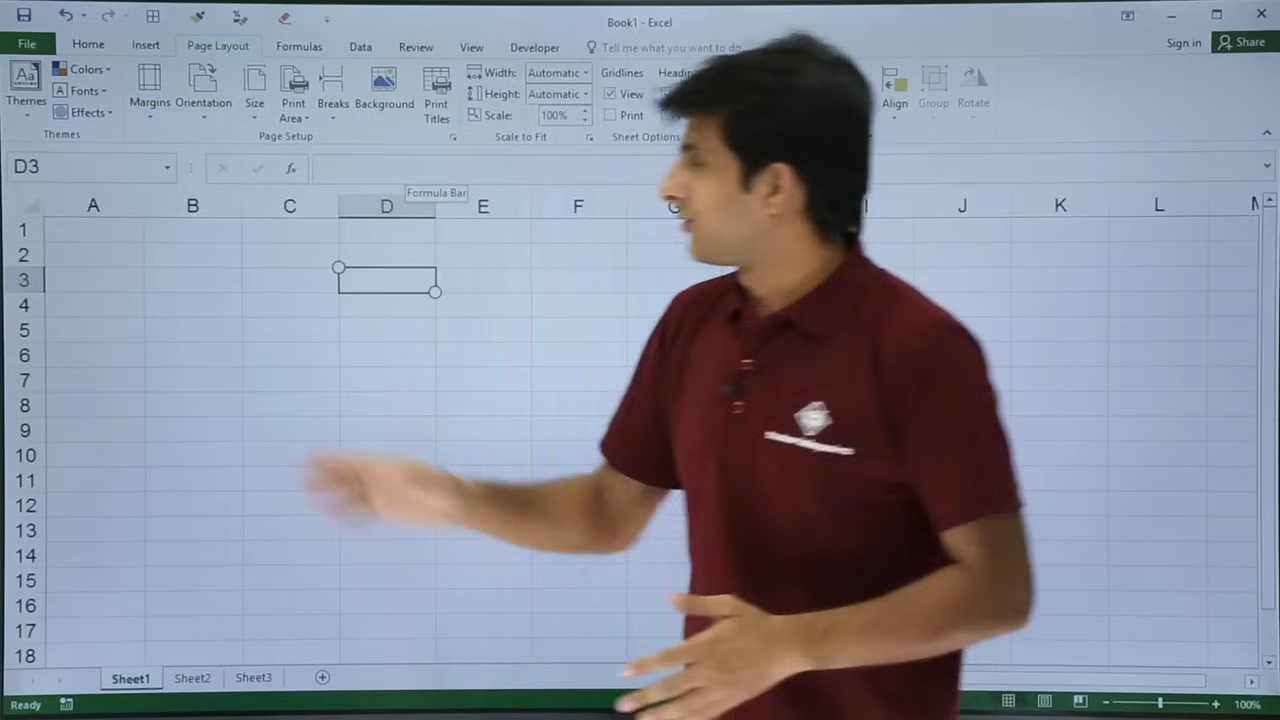 Book1 - Excel
File Home Insert Page Layout Formulas Data Review View Developer Tell me what you want to do Sign in Share
Themes Colors Fonts Effects Margins Orientation Size Print Area Breaks Background Print Titles Width: Automatic Height: Automatic Scale: 100% Gridlines View Print Align Group Rotate
Themes Page Setup Scale to Fit Sheet Options
D3 fx
Formula Bar
A B C D E F J K L
1
2
3
4
5
6
7
8
9
10
11
12
13
14
15
16
17
18
Sheet1 Sheet2 Sheet3
Ready 100%